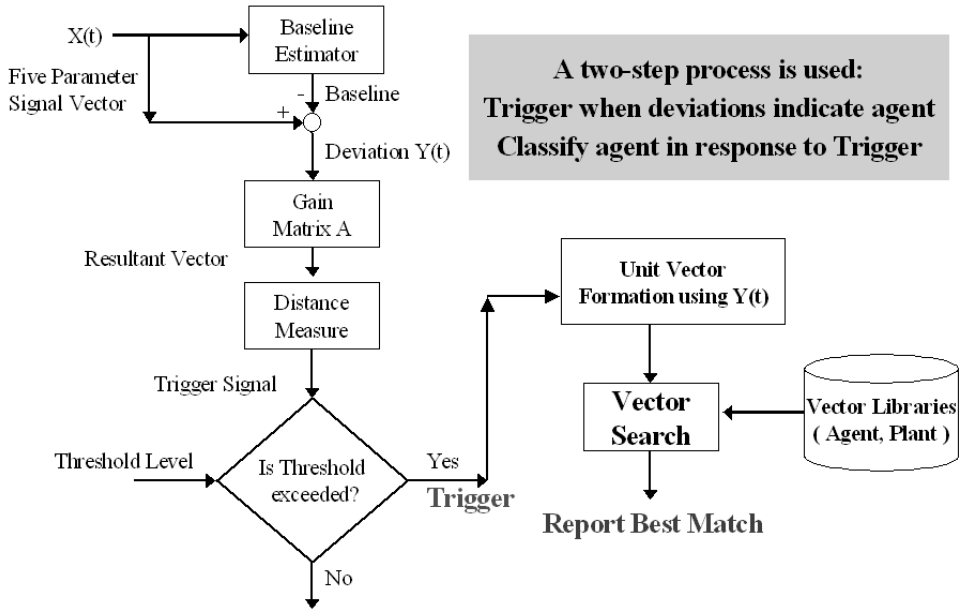 X(t)
Five Parameter
Signal Vector
Baseline
Estimator
-
Baseline
+
Deviation Y(t)
Gain
Matrix A
Resultant Vector
Distance
Measure
Trigger Signal
Threshold Level
Is Threshold
exceeded?
Yes
Trigger
No
A two-step process is used:
Trigger when deviations indicate agent
Classify agent in response to Trigger
Unit Vector
Formation using Y(t)
Vector
Search
Vector Libraries
( Agent, Plant )
Report Best Match